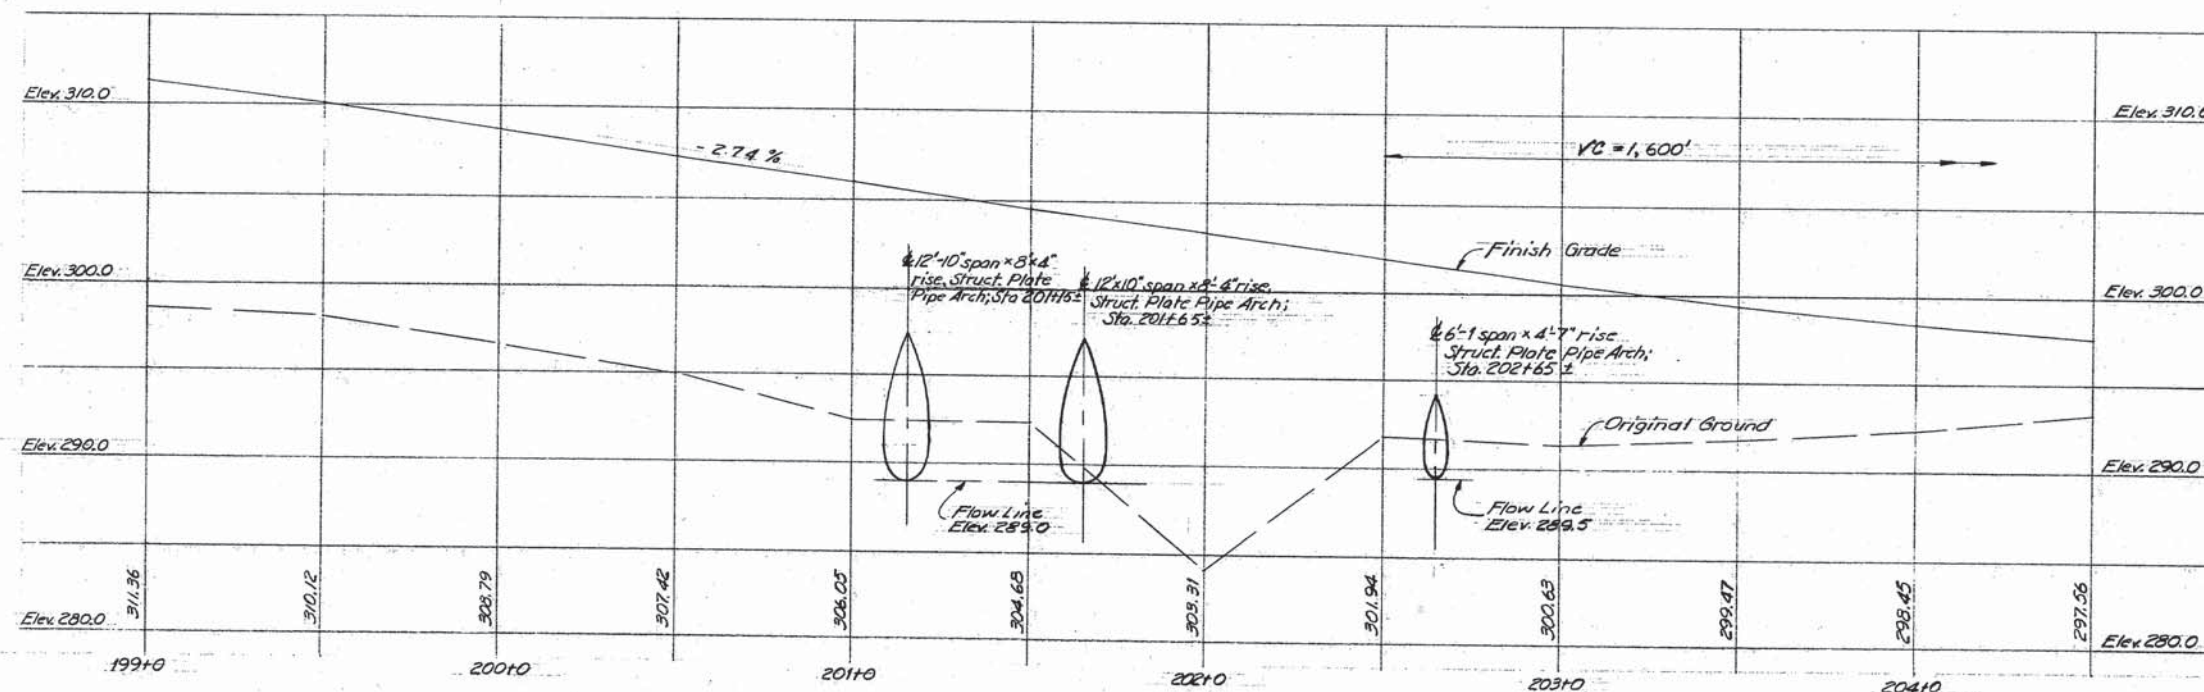 Elev. 310.0
Elev. 310.0
- 2.74 %
VC = 1,600'
Finish Grade
Elev. 300.0
Elev. 300.0
℄ 12'-10" span × 8'×4"
rise, Struct. Plate
Pipe Arch; Sta 201+15±
℄ 12'×10" span × 8'-4" rise,
Struct. Plate Pipe Arch;
Sta. 201+65±
℄ 6'-1 span × 4'-7" rise
Struct. Plate Pipe Arch;
Sta. 202+65 ±
Original Ground
Elev. 290.0
Elev. 290.0
Flow Line
Elev. 289.0
Flow Line
Elev. 289.5
311.36
310.12
308.79
307.42
306.05
304.68
303.31
301.94
300.63
299.47
298.45
297.56
Elev. 280.0
Elev. 280.0
199+0
200+0
201+0
202+0
203+0
204+0